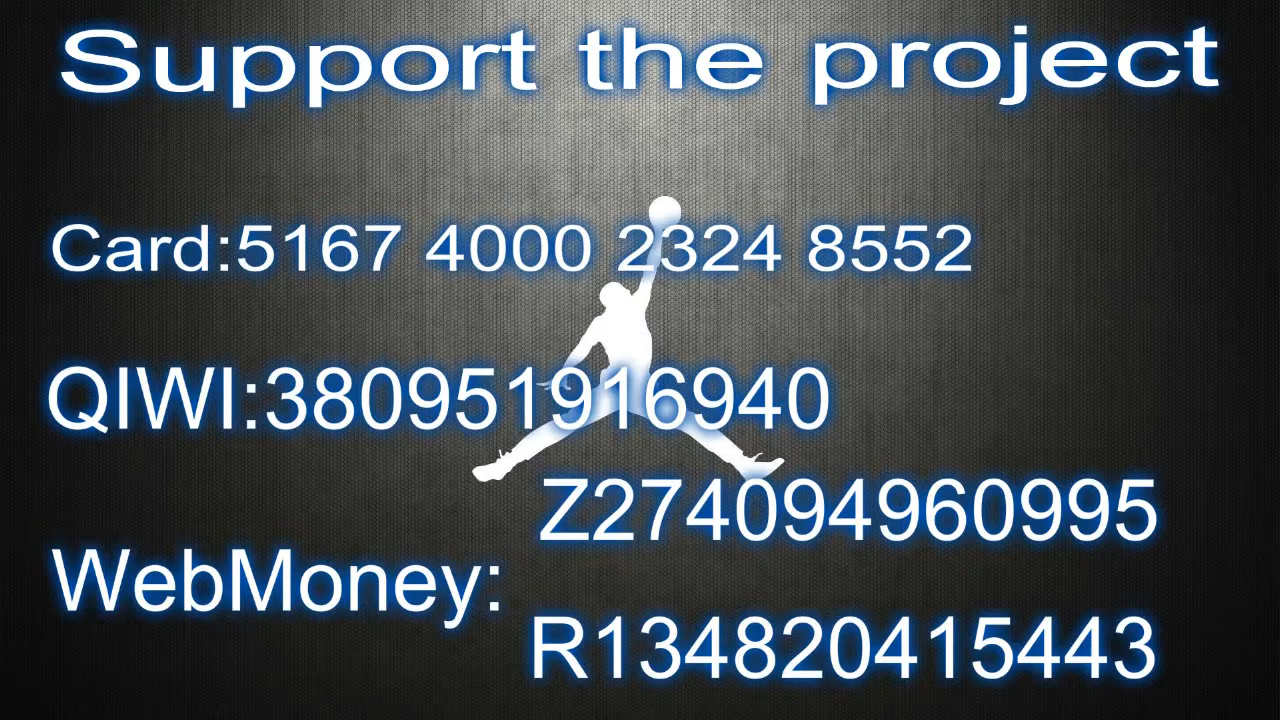 Support the project
Card:5167 4000 2324 8552
QIWI:380951916940
Z274094960995
WebMoney:
R134820415443